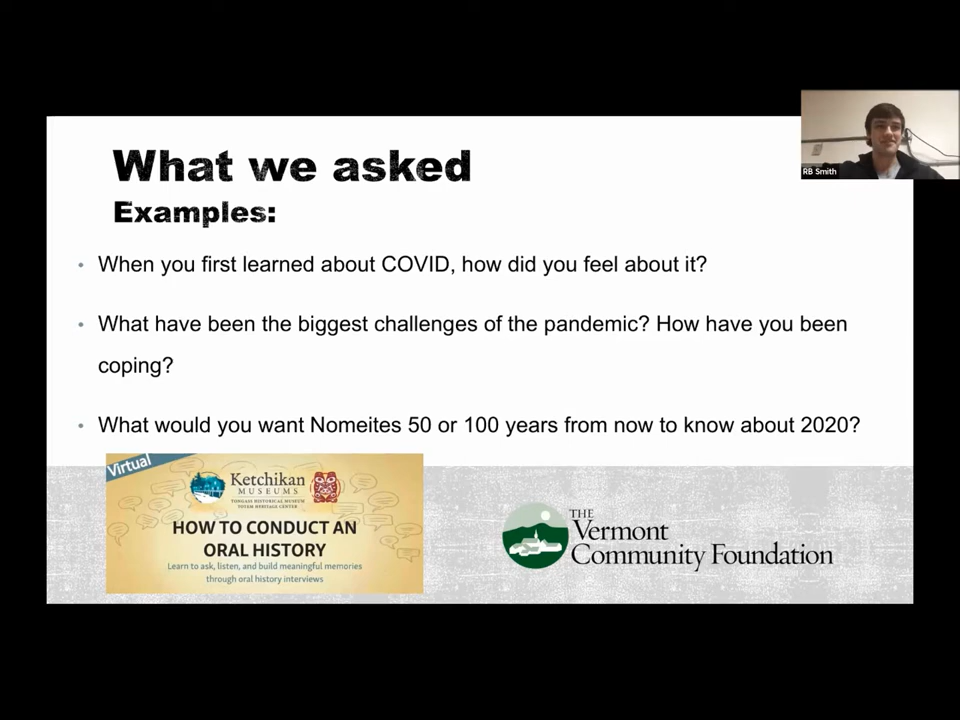 What we asked
RB Smith
Examples:
• When you first learned about COVID, how did you feel about it?
• What have been the biggest challenges of the pandemic? How have you been
coping?
• What would you want Nomeites 50 or 100 years from now to know about 2020?
Virtual
Ketchikan
MUSEUMS
TONGASS HISTORICAL MUSEUM
TOTEM HERITAGE CENTER
HOW TO CONDUCT AN
ORAL HISTORY
Learn to ask, listen, and build meaningful memories
through oral history interviews
THE
Vermont
Community Foundation